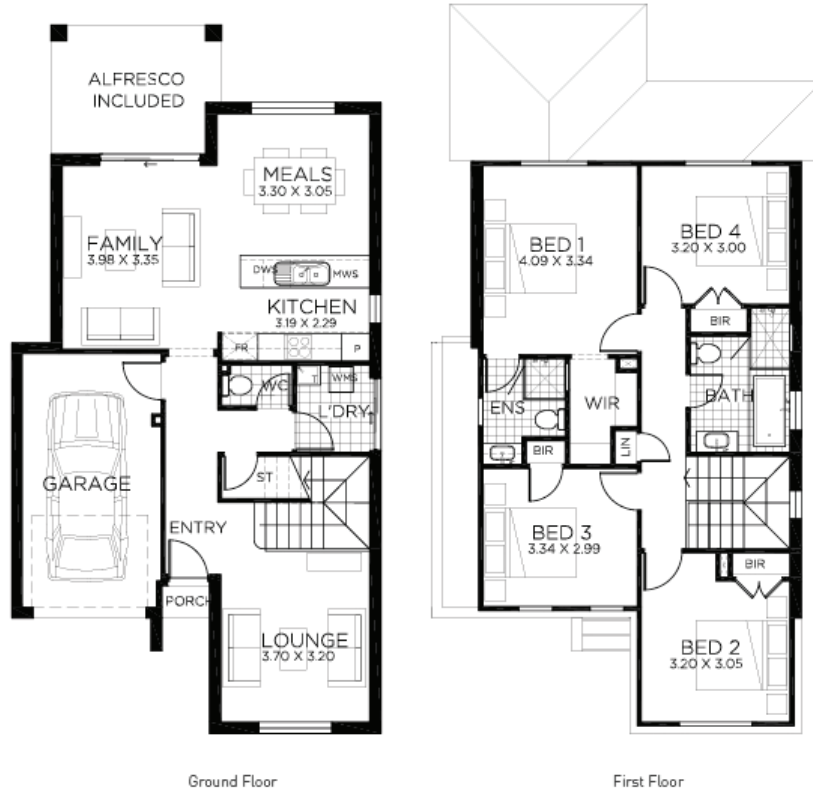 ALFRESCO
INCLUDED
MEALS
3.30 X 3.05
FAMILY
3.98 X 3.35
DWS
MWS
KITCHEN
3.19 X 2.29
FR
P
WC
T
WMS
L'DRY
GARAGE
ST
ENTRY
PORCH
LOUNGE
3.70 X 3.20
Ground Floor
BED 1
4.09 X 3.34
BED 4
3.20 X 3.00
BIR
BATH
ENS
WIR
BIR
LIN
BED 3
3.34 X 2.99
BIR
BED 2
3.20 X 3.05
First Floor